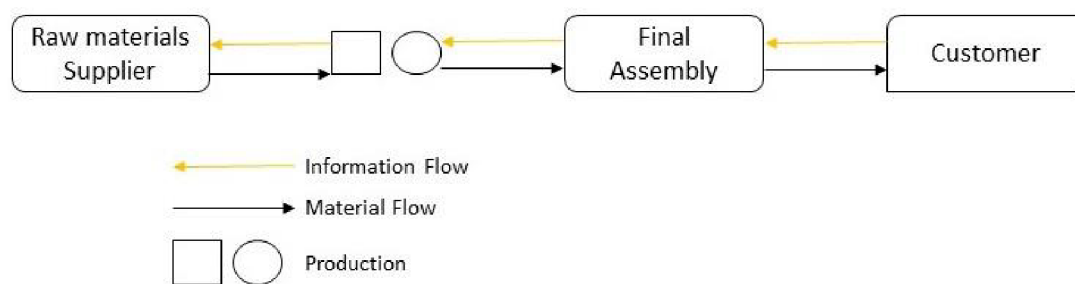 Raw materials
Supplier
Final
Assembly
Customer
Information Flow
Material Flow
Production